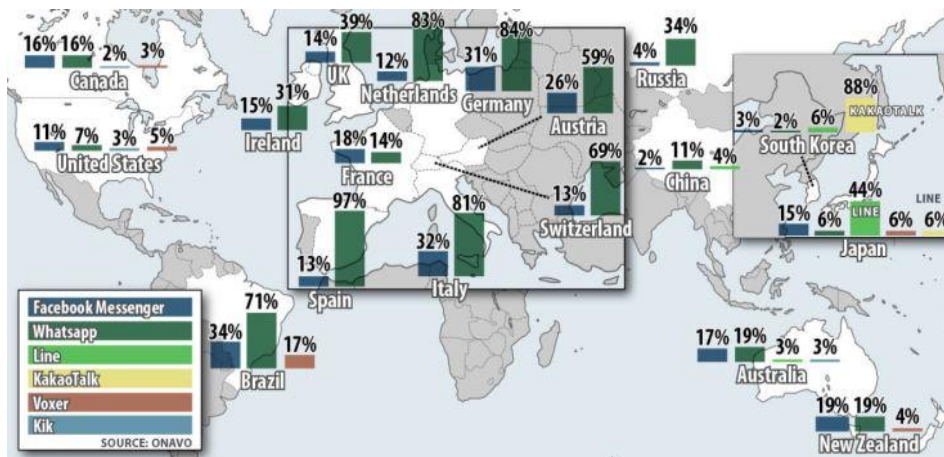 16% 16% 2% 3%
Canada
11% 7% 3% 5%
United States
15% 31%
Ireland
14% 39%
UK
12% 83%
Netherlands
31% 84%
Germany
26% 59%
Austria
18% 14%
France
13% 69%
Switzerland
13% 97%
Spain
32% 81%
Italy
4% 34%
Russia
2% 11% 4%
China
3% 2% 6% 88%
KAKAOTALK
South Korea
15% 6% 44% 6% 6%
LINE
LINE
Japan
34% 71% 17%
Brazil
17% 19% 3% 3%
Australia
19% 19% 4%
New Zealand
Facebook Messenger
Whatsapp
Line
KakaoTalk
Voxer
Kik
SOURCE: ONAVO